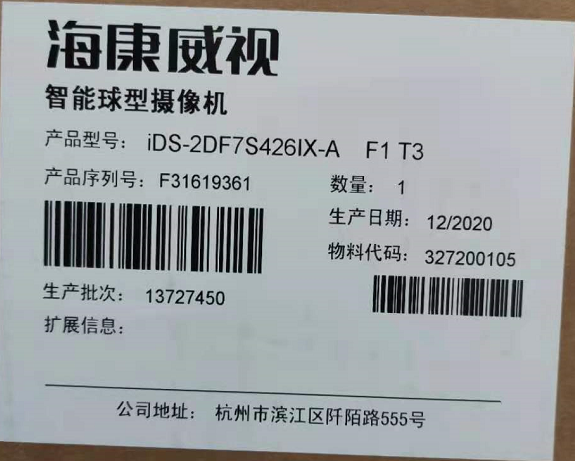 海康威视
智能球型摄像机
产品型号: iDS-2DF7S426IX-A F1 T3
产品序列号: F31619361
数量: 1
生产日期: 12/2020
物料代码: 327200105
生产批次: 13727450
扩展信息:
公司地址: 杭州市滨江区阡陌路555号